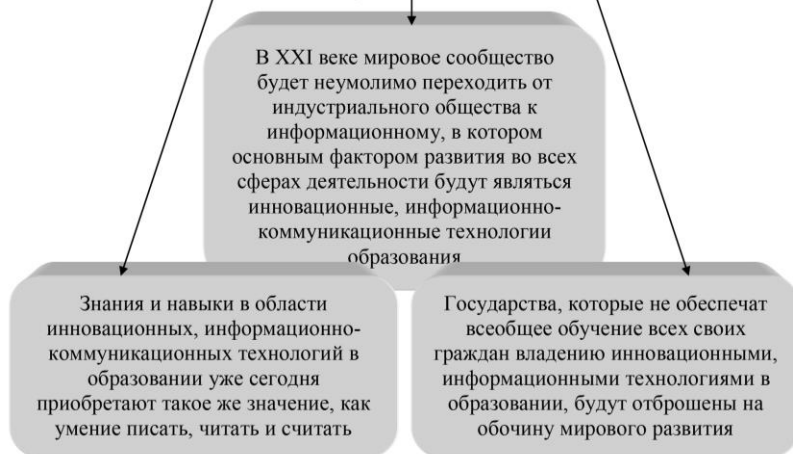 В XXI веке мировое сообщество
будет неумолимо переходить от
индустриального общества к
информационному, в котором
основным фактором развития во всех
сферах деятельности будут являться
инновационные, информационно-
коммуникационные технологии
образования
Знания и навыки в области
инновационных, информационно-
коммуникационных технологий в
образовании уже сегодня
приобретают такое же значение, как
умение писать, читать и считать
Государства, которые не обеспечат
всеобщее обучение всех своих
граждан владению инновационными,
информационными технологиями в
образовании, будут отброшены на
обочину мирового развития